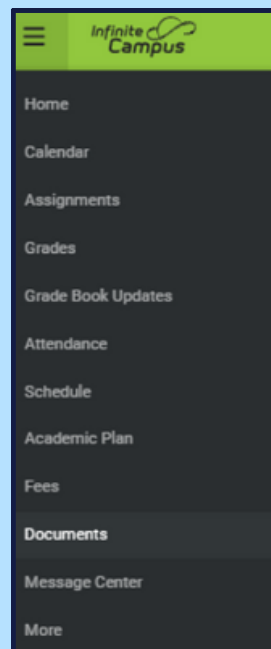 Infinite
Campus
Home
Calendar
Assignments
Grades
Grade Book Updates
Attendance
Schedule
Academic Plan
Fees
Documents
Message Center
More